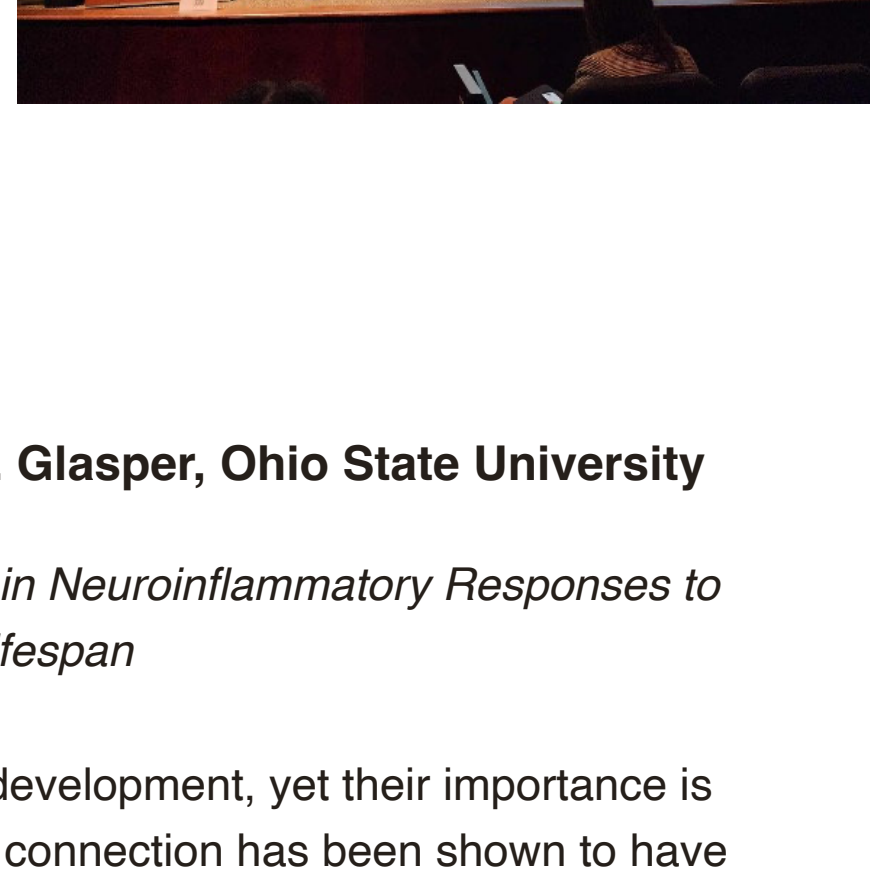 . Glasper, Ohio State University
in Neuroinflammatory Responses to
fespan
development, yet their importance is
connection has been shown to have